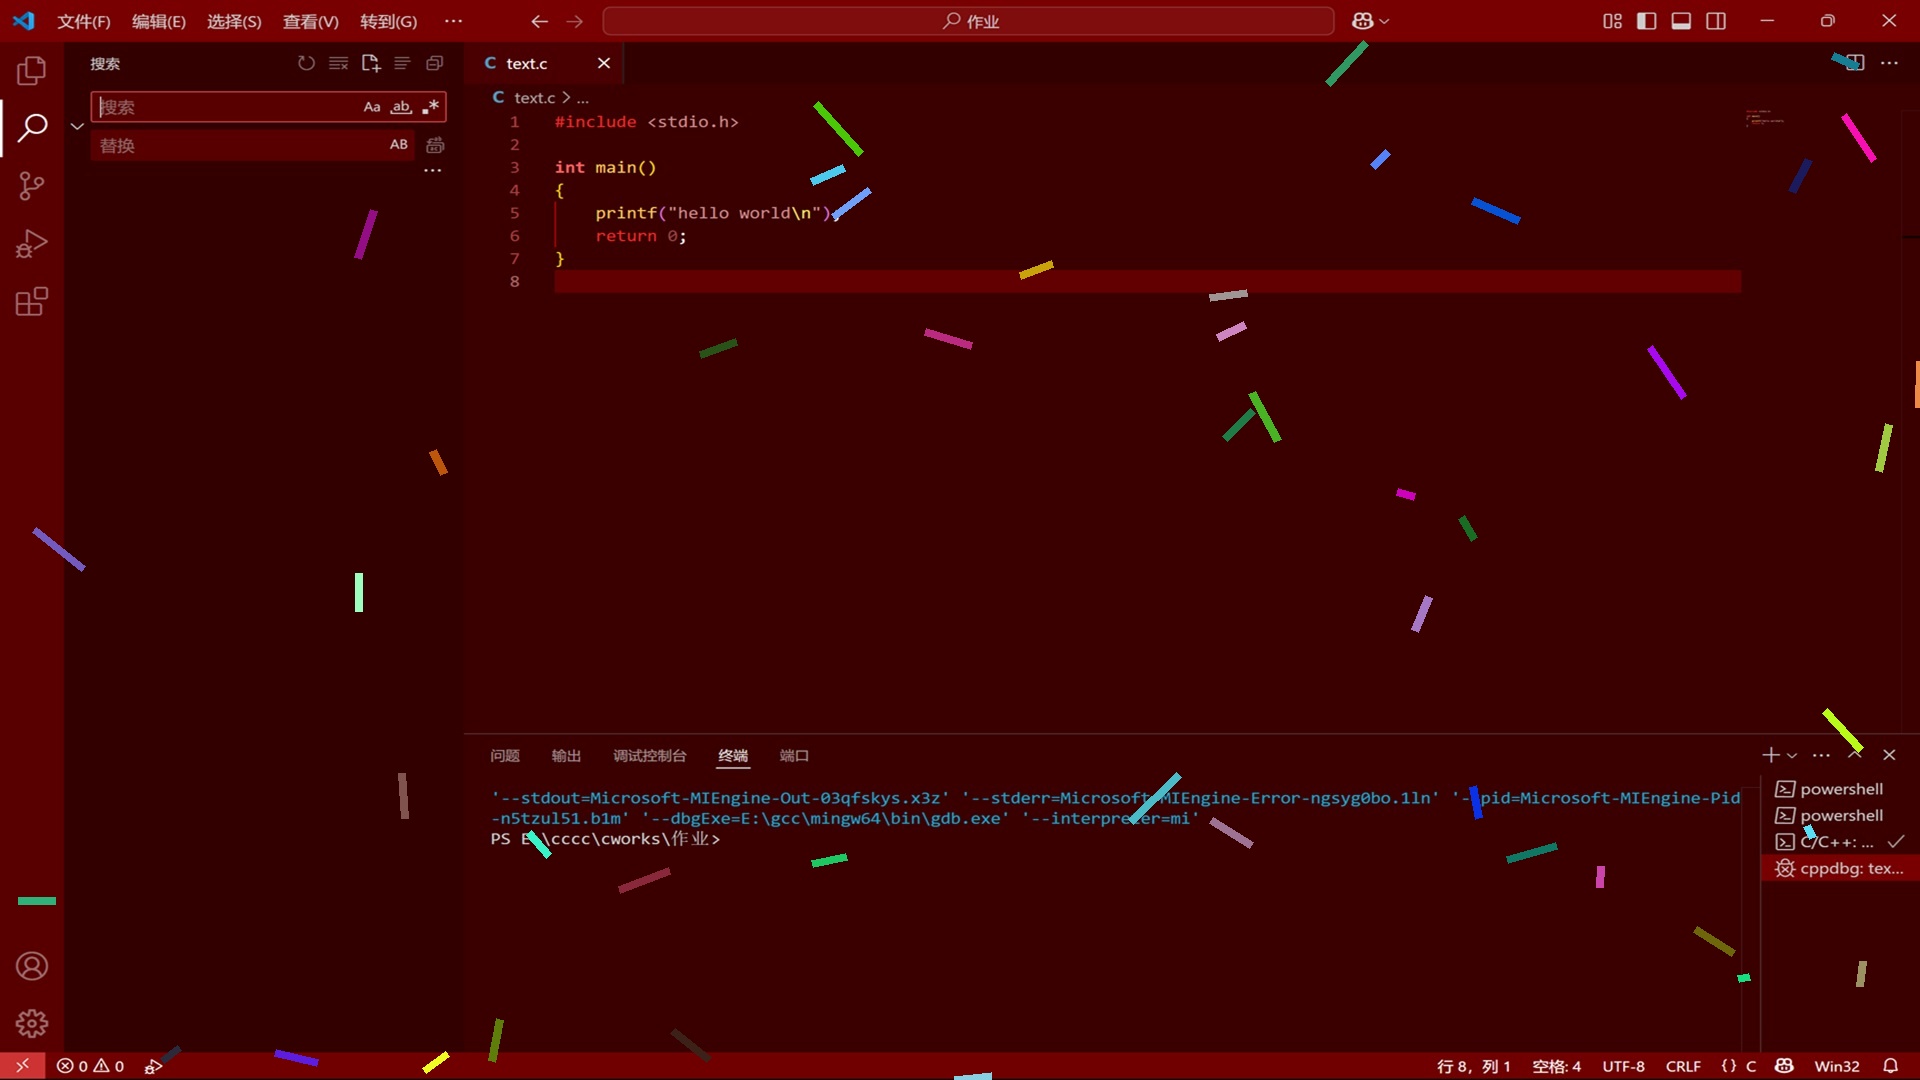 文件(F) 编辑(E) 选择(S) 查看(V) 转到(G) ··· 作业
搜索
搜索 Aa ab .*
替换 AB
···
text.c
text.c > ...
1 #include <stdio.h>
2
3 int main()
4 {
5 printf("hello world\n");
6 return 0;
7 }
8
问题 输出 调试控制台 终端 端口
'--stdout=Microsoft-MIEngine-Out-03qfskys.x3z' '--stderr=Microsoft-MIEngine-Error-ngsyg0bo.1ln' '--pid=Microsoft-MIEngine-Pid
-n5tzul51.b1m' '--dbgExe=E:\gcc\mingw64\bin\gdb.exe' '--interpreter=mi'
PS E:\cccc\cworks\作业>
powershell
powershell
C/C++: ...
cppdbg: tex...
0 0 行 8, 列 1 空格: 4 UTF-8 CRLF {} C Win32